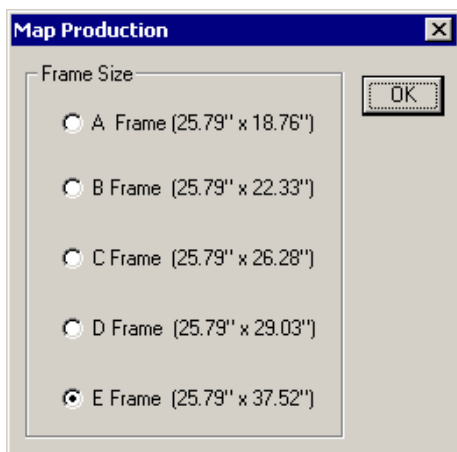 Map Production
Frame Size
OK
A Frame (25.79" x 18.76")
B Frame (25.79" x 22.33")
C Frame (25.79" x 26.28")
D Frame (25.79" x 29.03")
E Frame (25.79" x 37.52")